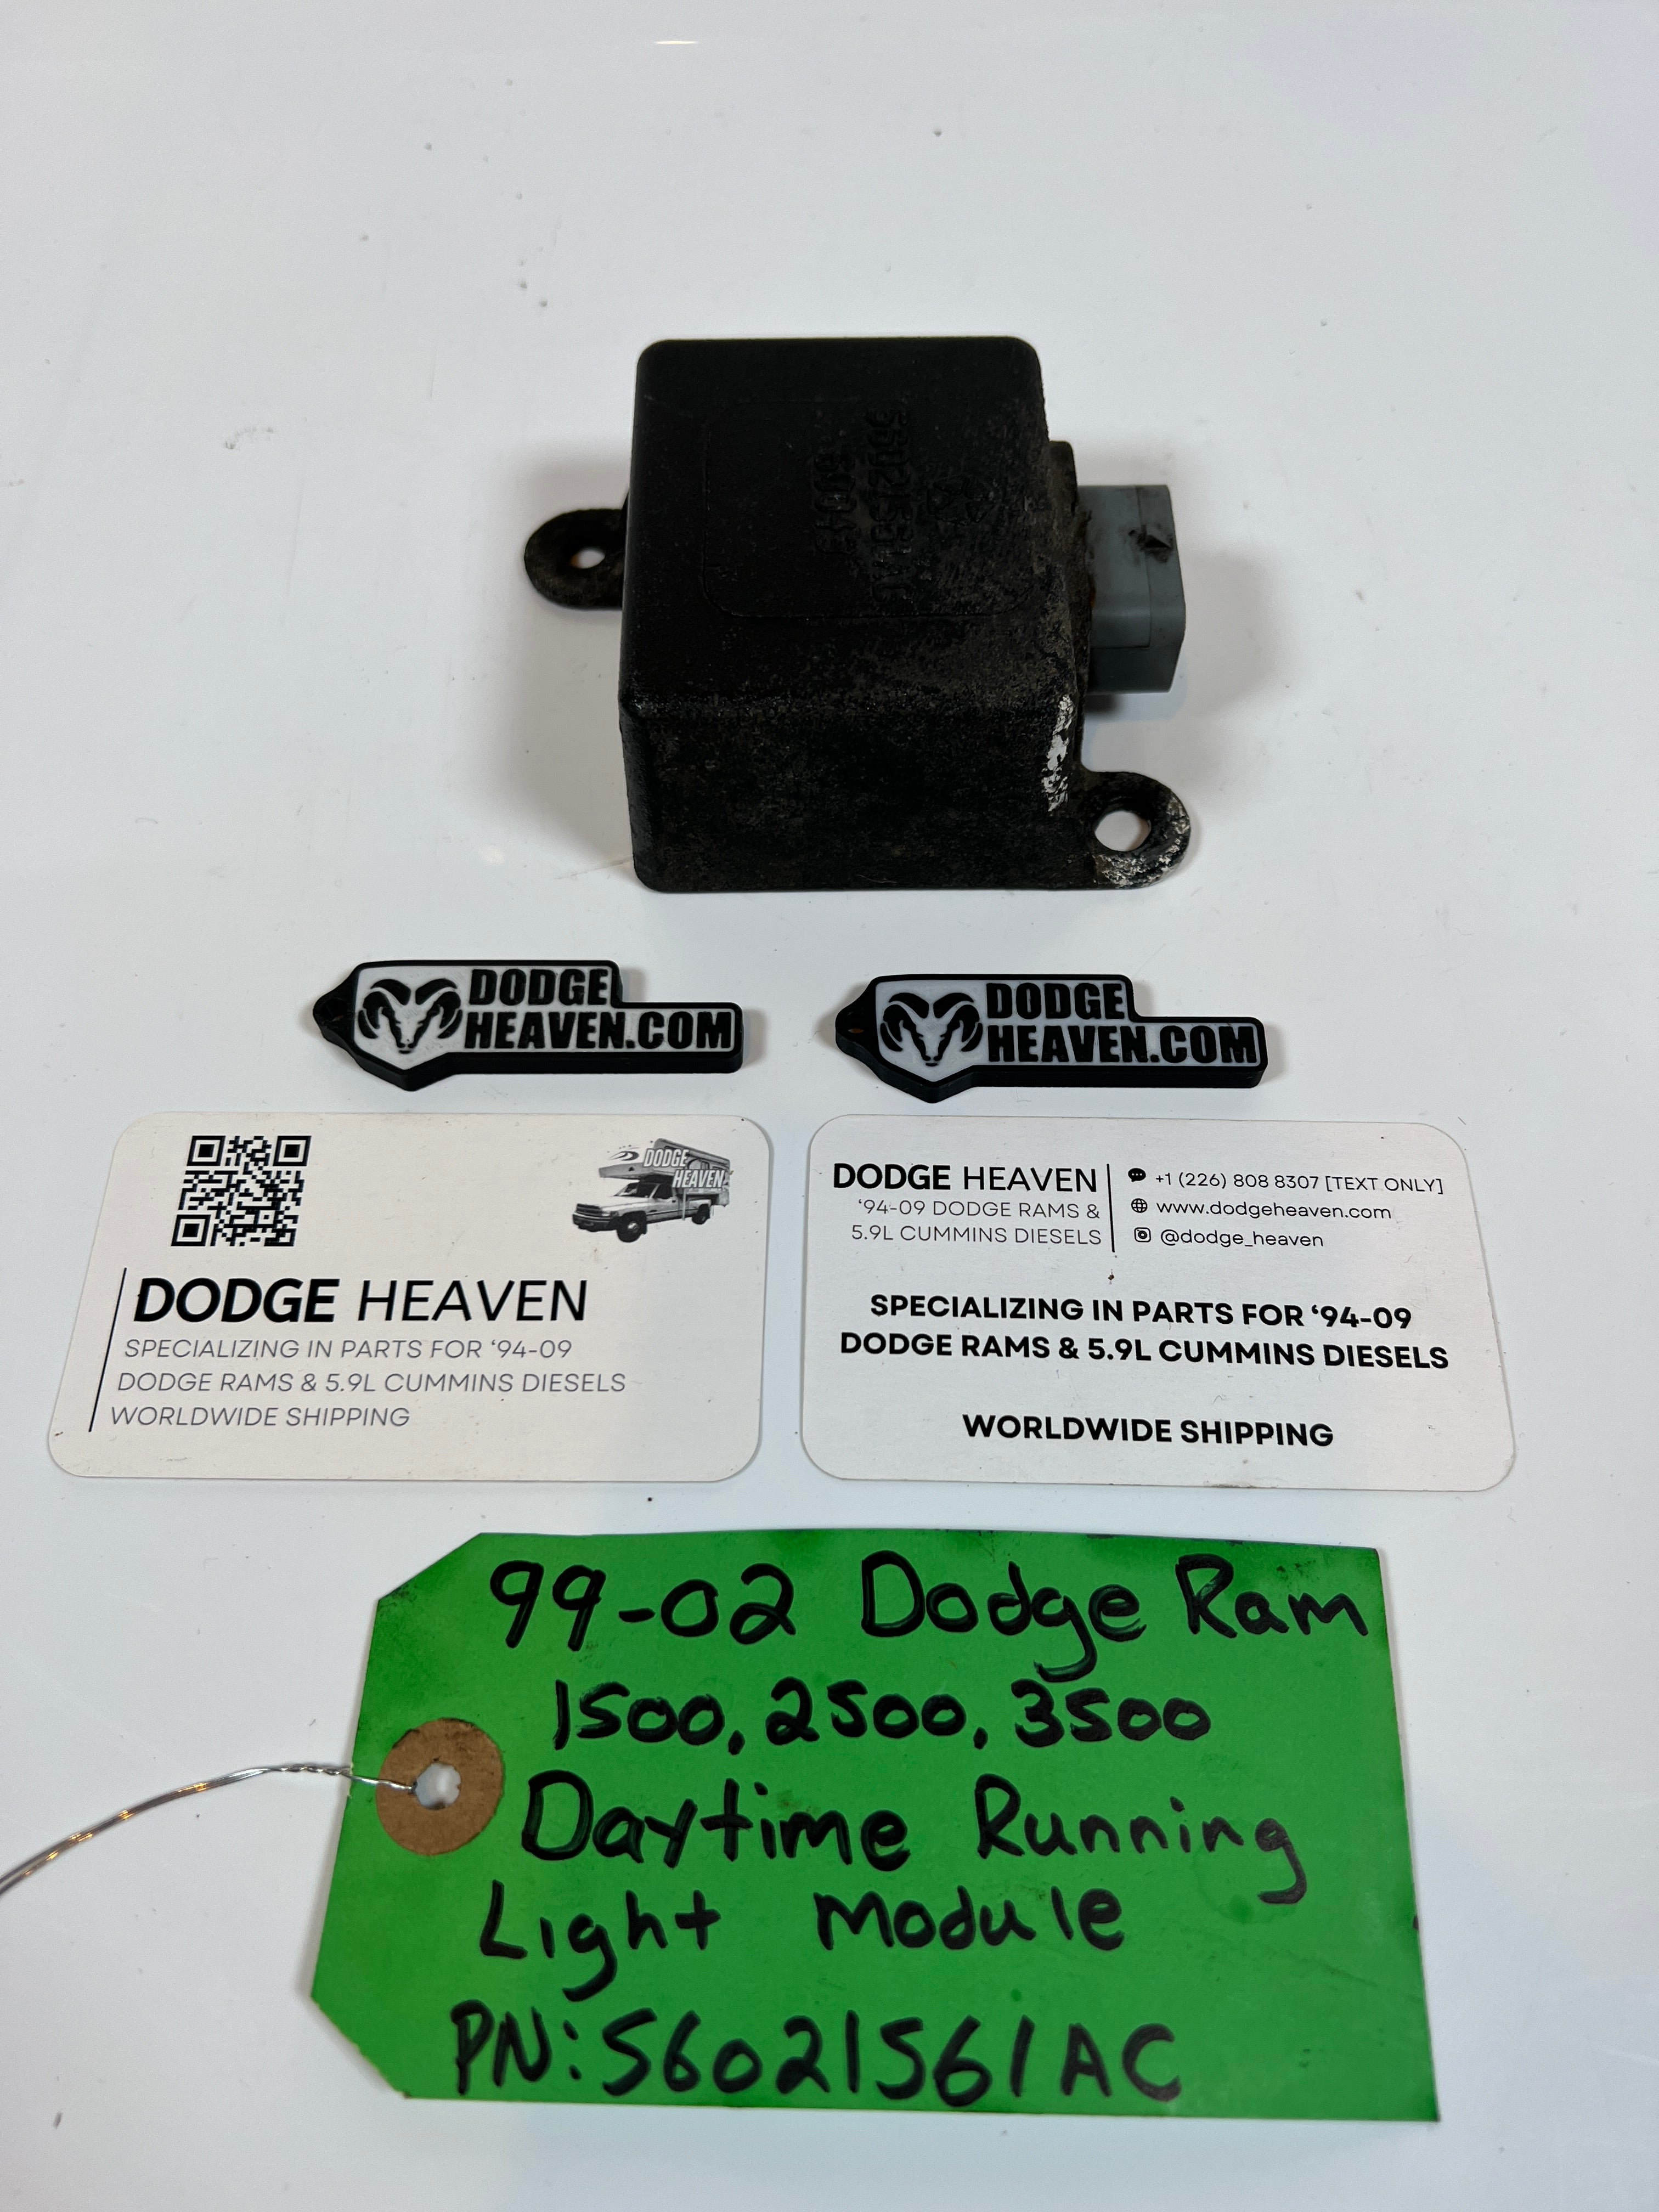 DODGE
HEAVEN.COM
DODGE
HEAVEN.COM
DODGE
HEAVEN
DODGE HEAVEN
SPECIALIZING IN PARTS FOR ‘94-09
DODGE RAMS & 5.9L CUMMINS DIESELS
WORLDWIDE SHIPPING
DODGE HEAVEN
‘94-09 DODGE RAMS &
5.9L CUMMINS DIESELS
+1 (226) 808 8307 [TEXT ONLY]
www.dodgeheaven.com
@dodge_heaven
SPECIALIZING IN PARTS FOR ‘94-09
DODGE RAMS & 5.9L CUMMINS DIESELS
WORLDWIDE SHIPPING
99-02 Dodge Ram
1500, 2500, 3500
Daytime Running
Light Module
PN: 56021561AC